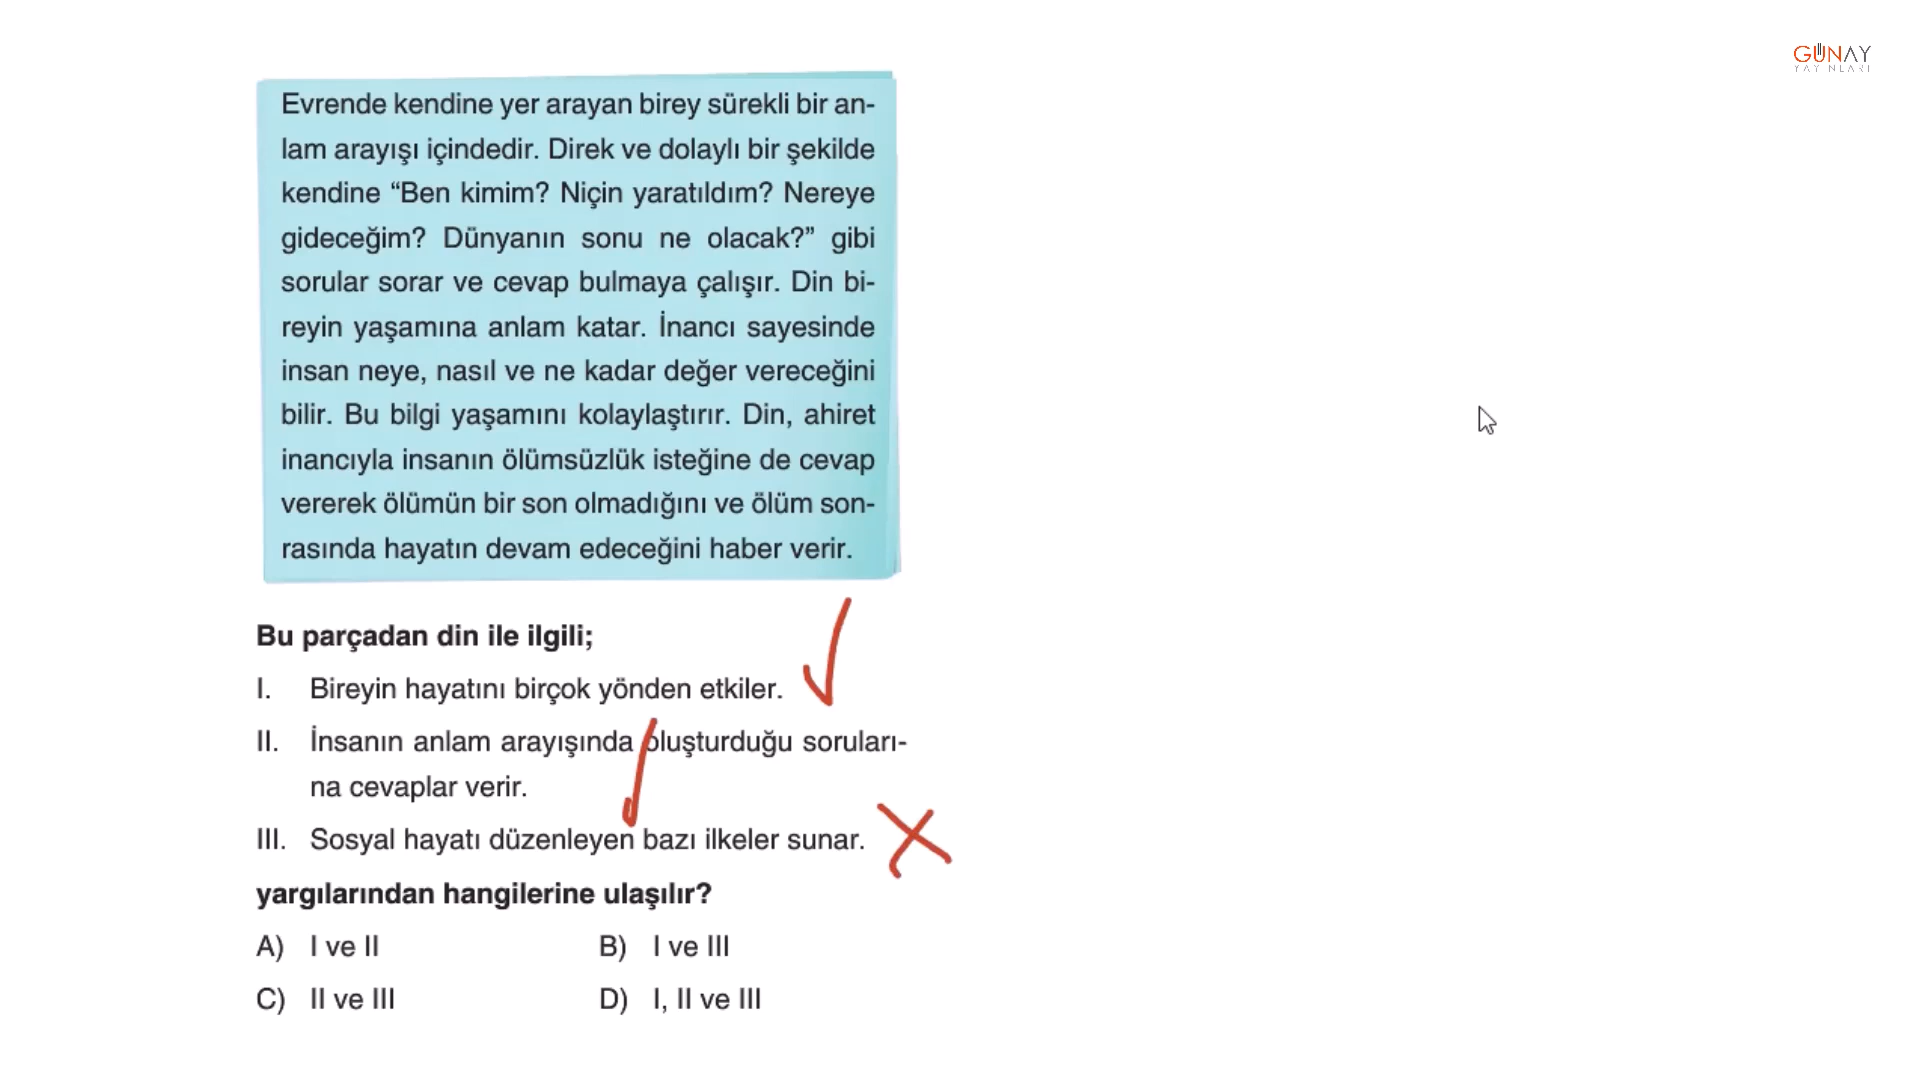 GÜNAY
YAYINLARI
Evrende kendine yer arayan birey sürekli bir an-
lam arayışı içindedir. Direk ve dolaylı bir şekilde
kendine “Ben kimim? Niçin yaratıldım? Nereye
gideceğim? Dünyanın sonu ne olacak?” gibi
sorular sorar ve cevap bulmaya çalışır. Din bi-
reyin yaşamına anlam katar. İnancı sayesinde
insan neye, nasıl ve ne kadar değer vereceğini
bilir. Bu bilgi yaşamını kolaylaştırır. Din, ahiret
inancıyla insanın ölümsüzlük isteğine de cevap
vererek ölümün bir son olmadığını ve ölüm son-
rasında hayatın devam edeceğini haber verir.
Bu parçadan din ile ilgili;
I. Bireyin hayatını birçok yönden etkiler.
II. İnsanın anlam arayışında oluşturduğu soruları-
na cevaplar verir.
III. Sosyal hayatı düzenleyen bazı ilkeler sunar.
yargılarından hangilerine ulaşılır?
A) I ve II B) I ve III
C) II ve III D) I, II ve III